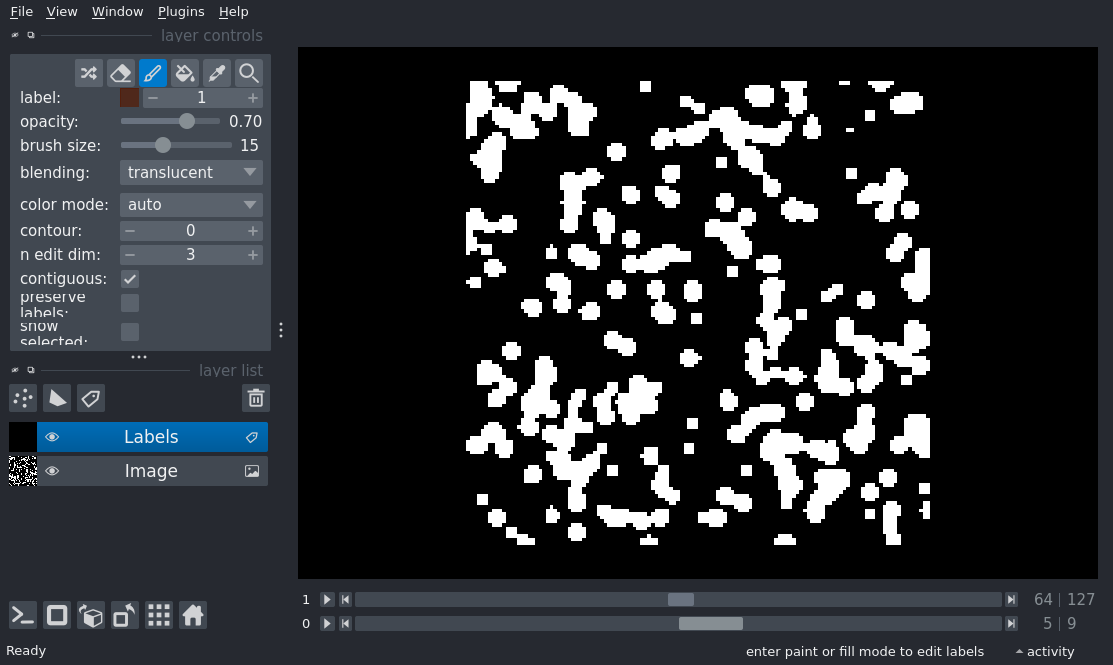 File View Window Plugins Help
layer controls
label: 1
opacity: 0.70
brush size: 15
blending: translucent
color mode: auto
contour: 0
n edit dim: 3
contiguous:
preserve
labels:
show
selected:
layer list
Labels
Image
1 64 | 127
0 5 | 9
Ready enter paint or fill mode to edit labels activity